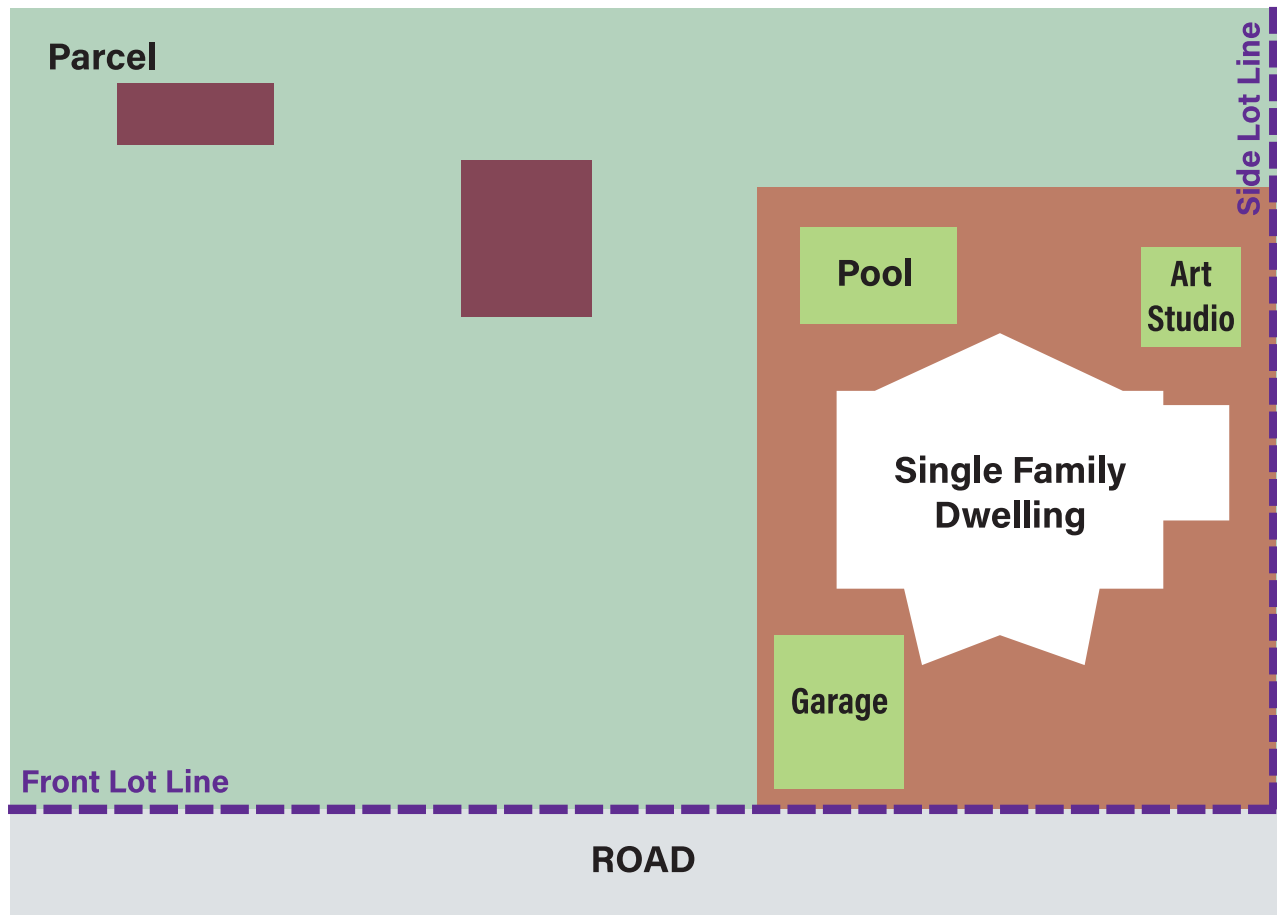 Parcel
Side Lot Line
Pool
Art
Studio
Single Family
Dwelling
Garage
Front Lot Line
ROAD